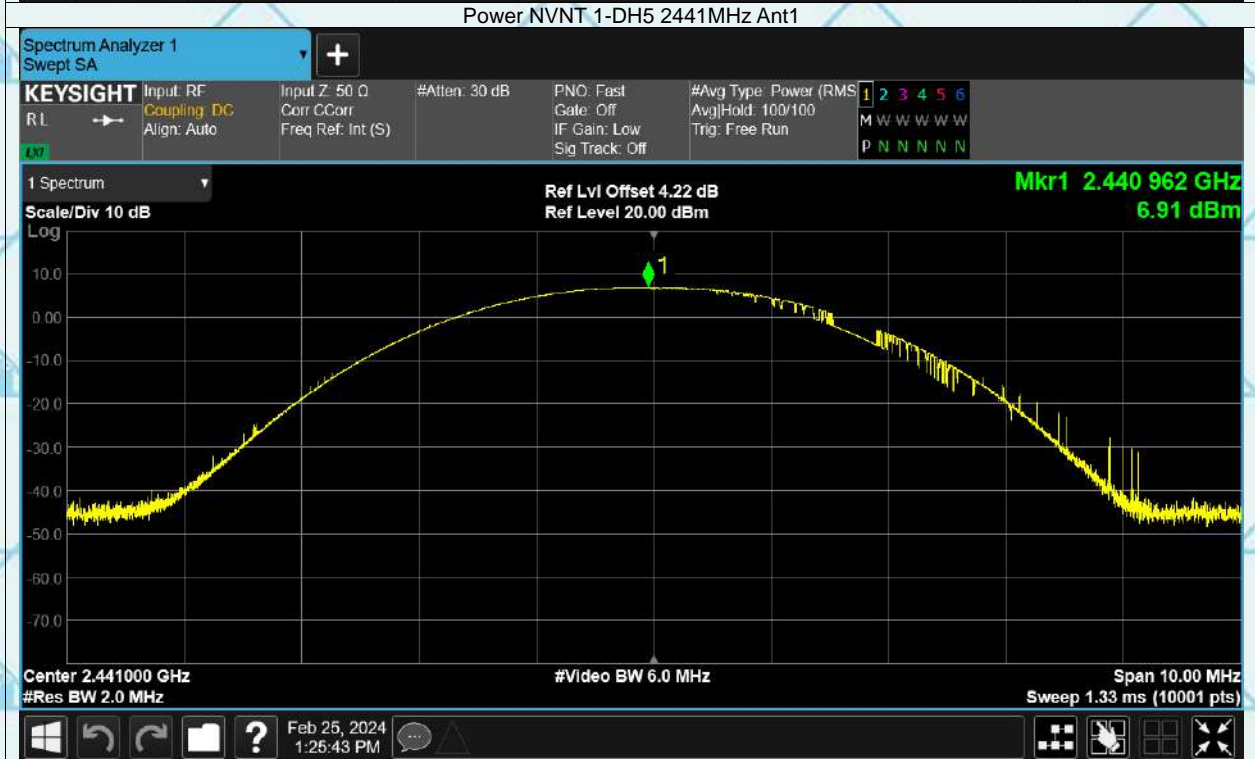 Power NVNT 1-DH5 2441MHz Ant1
Spectrum Analyzer 1
Swept SA
+
KEYSIGHT Input: RF Input Z: 50 Ω #Atten: 30 dB PNO: Fast #Avg Type: Power (RMS 1 2 3 4 5 6
RL Coupling: DC Corr CCorr Gate: Off Avg|Hold: 100/100 M W W W W W
Align: Auto Freq Ref: Int (S) IF Gain: Low Trig: Free Run
LXI Sig Track: Off P N N N N N
1 Spectrum Ref Lvl Offset 4.22 dB Mkr1 2.440 962 GHz
Scale/Div 10 dB Ref Level 20.00 dBm 6.91 dBm
Log
1
10.0
0.00
-10.0
-20.0
-30.0
-40.0
-50.0
-60.0
-70.0
Center 2.441000 GHz #Video BW 6.0 MHz Span 10.00 MHz
#Res BW 2.0 MHz Sweep 1.33 ms (10001 pts)
? Feb 25, 2024
1:25:43 PM